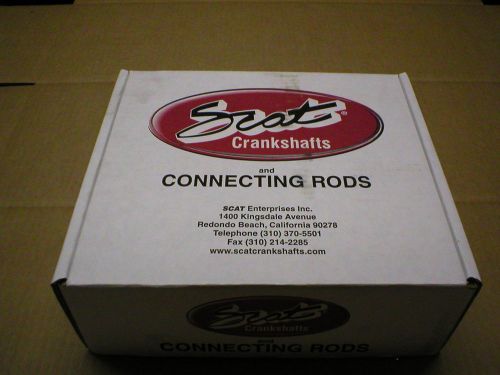 Scat®
Crankshafts
and
CONNECTING RODS
SCAT Enterprises Inc.
1400 Kingsdale Avenue
Redondo Beach, California 90278
Telephone (310) 370-5501
Fax (310) 214-2285
www.scatcrankshafts.com
Scat
Crankshafts
and
CONNECTING RODS